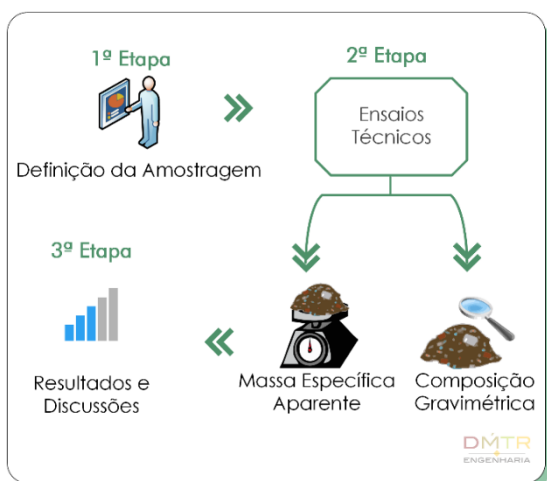 1ª Etapa
Definição da Amostragem
2ª Etapa
Ensaios
Técnicos
Massa Específica
Aparente
Composição
Gravimétrica
3ª Etapa
Resultados e
Discussões
DMTR
ENGENHARIA